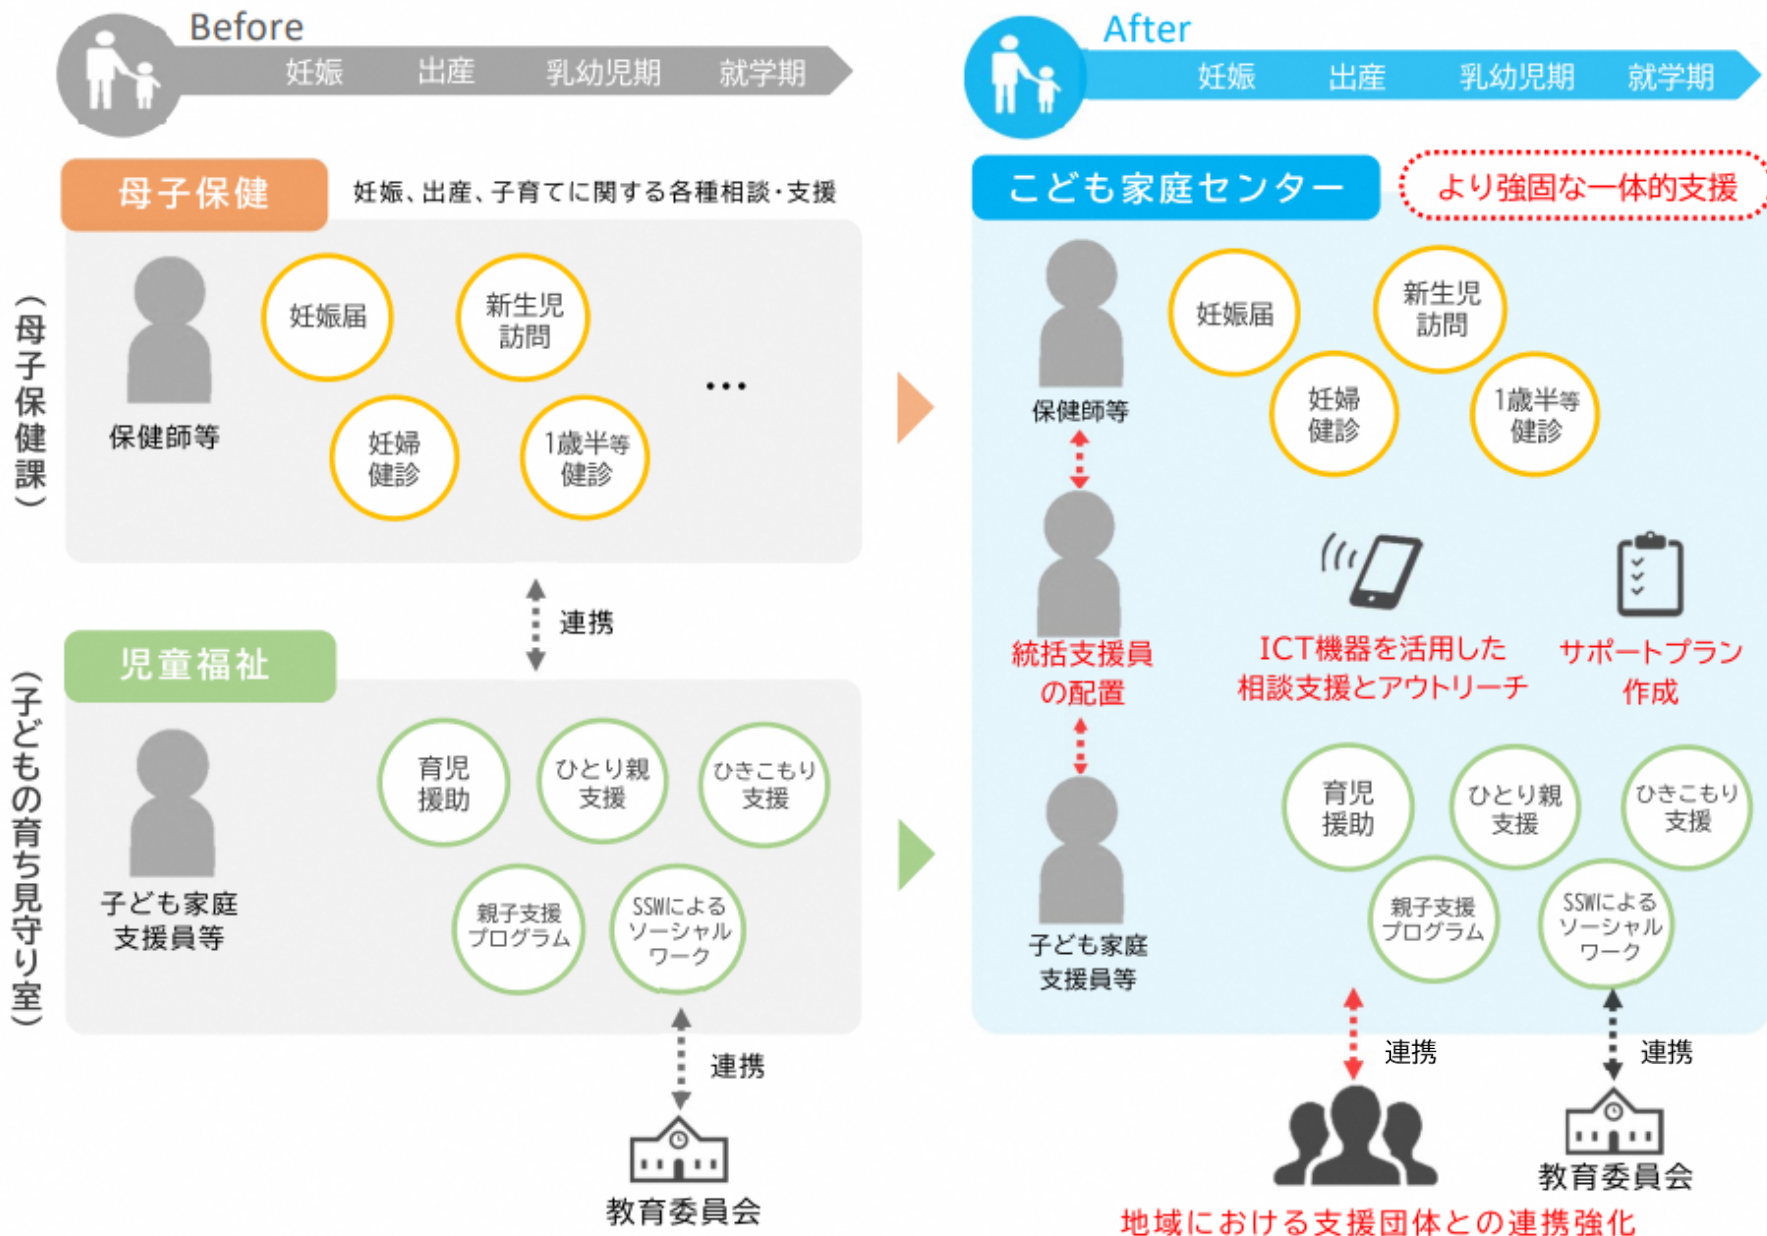 Before
妊娠 出産 乳幼児期 就学期
母子保健
妊娠、出産、子育てに関する各種相談・支援
（母子保健課）
保健師等
妊娠届
新生児
訪問
妊婦
健診
1歳半等
健診
…
連携
児童福祉
（子どもの育ち見守り室）
子ども家庭
支援員等
育児
援助
ひとり親
支援
ひきこもり
支援
親子支援
プログラム
SSWによる
ソーシャル
ワーク
連携
教育委員会
After
妊娠 出産 乳幼児期 就学期
こども家庭センター
より強固な一体的支援
保健師等
妊娠届
新生児
訪問
妊婦
健診
1歳半等
健診
統括支援員
の配置
ICT機器を活用した
相談支援とアウトリーチ
サポートプラン
作成
子ども家庭
支援員等
育児
援助
ひとり親
支援
ひきこもり
支援
親子支援
プログラム
SSWによる
ソーシャル
ワーク
連携
連携
教育委員会
地域における支援団体との連携強化